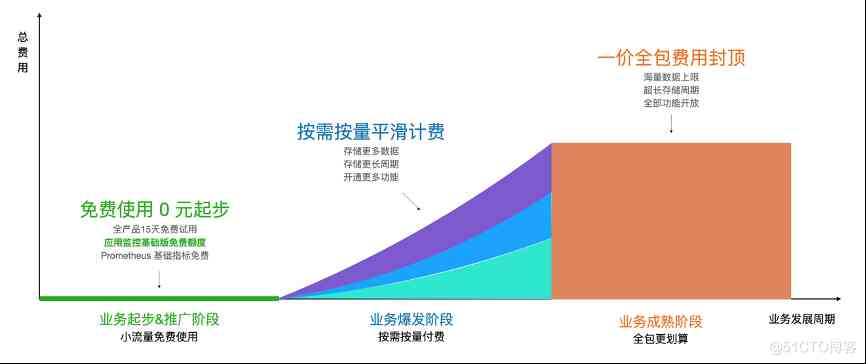 总
费
用
一价全包费用封顶
海量数据上限
超长存储周期
全部功能开放
按需按量平滑计费
存储更多数据
存储更长周期
开通更多功能
免费使用 0 元起步
全产品15天免费试用
应用监控基础版免费额度
Prometheus 基础指标免费
业务起步&推广阶段
小流量免费使用
业务爆发阶段
按需按量付费
业务成熟阶段
全包更划算
业务发展周期
@51CTO博客